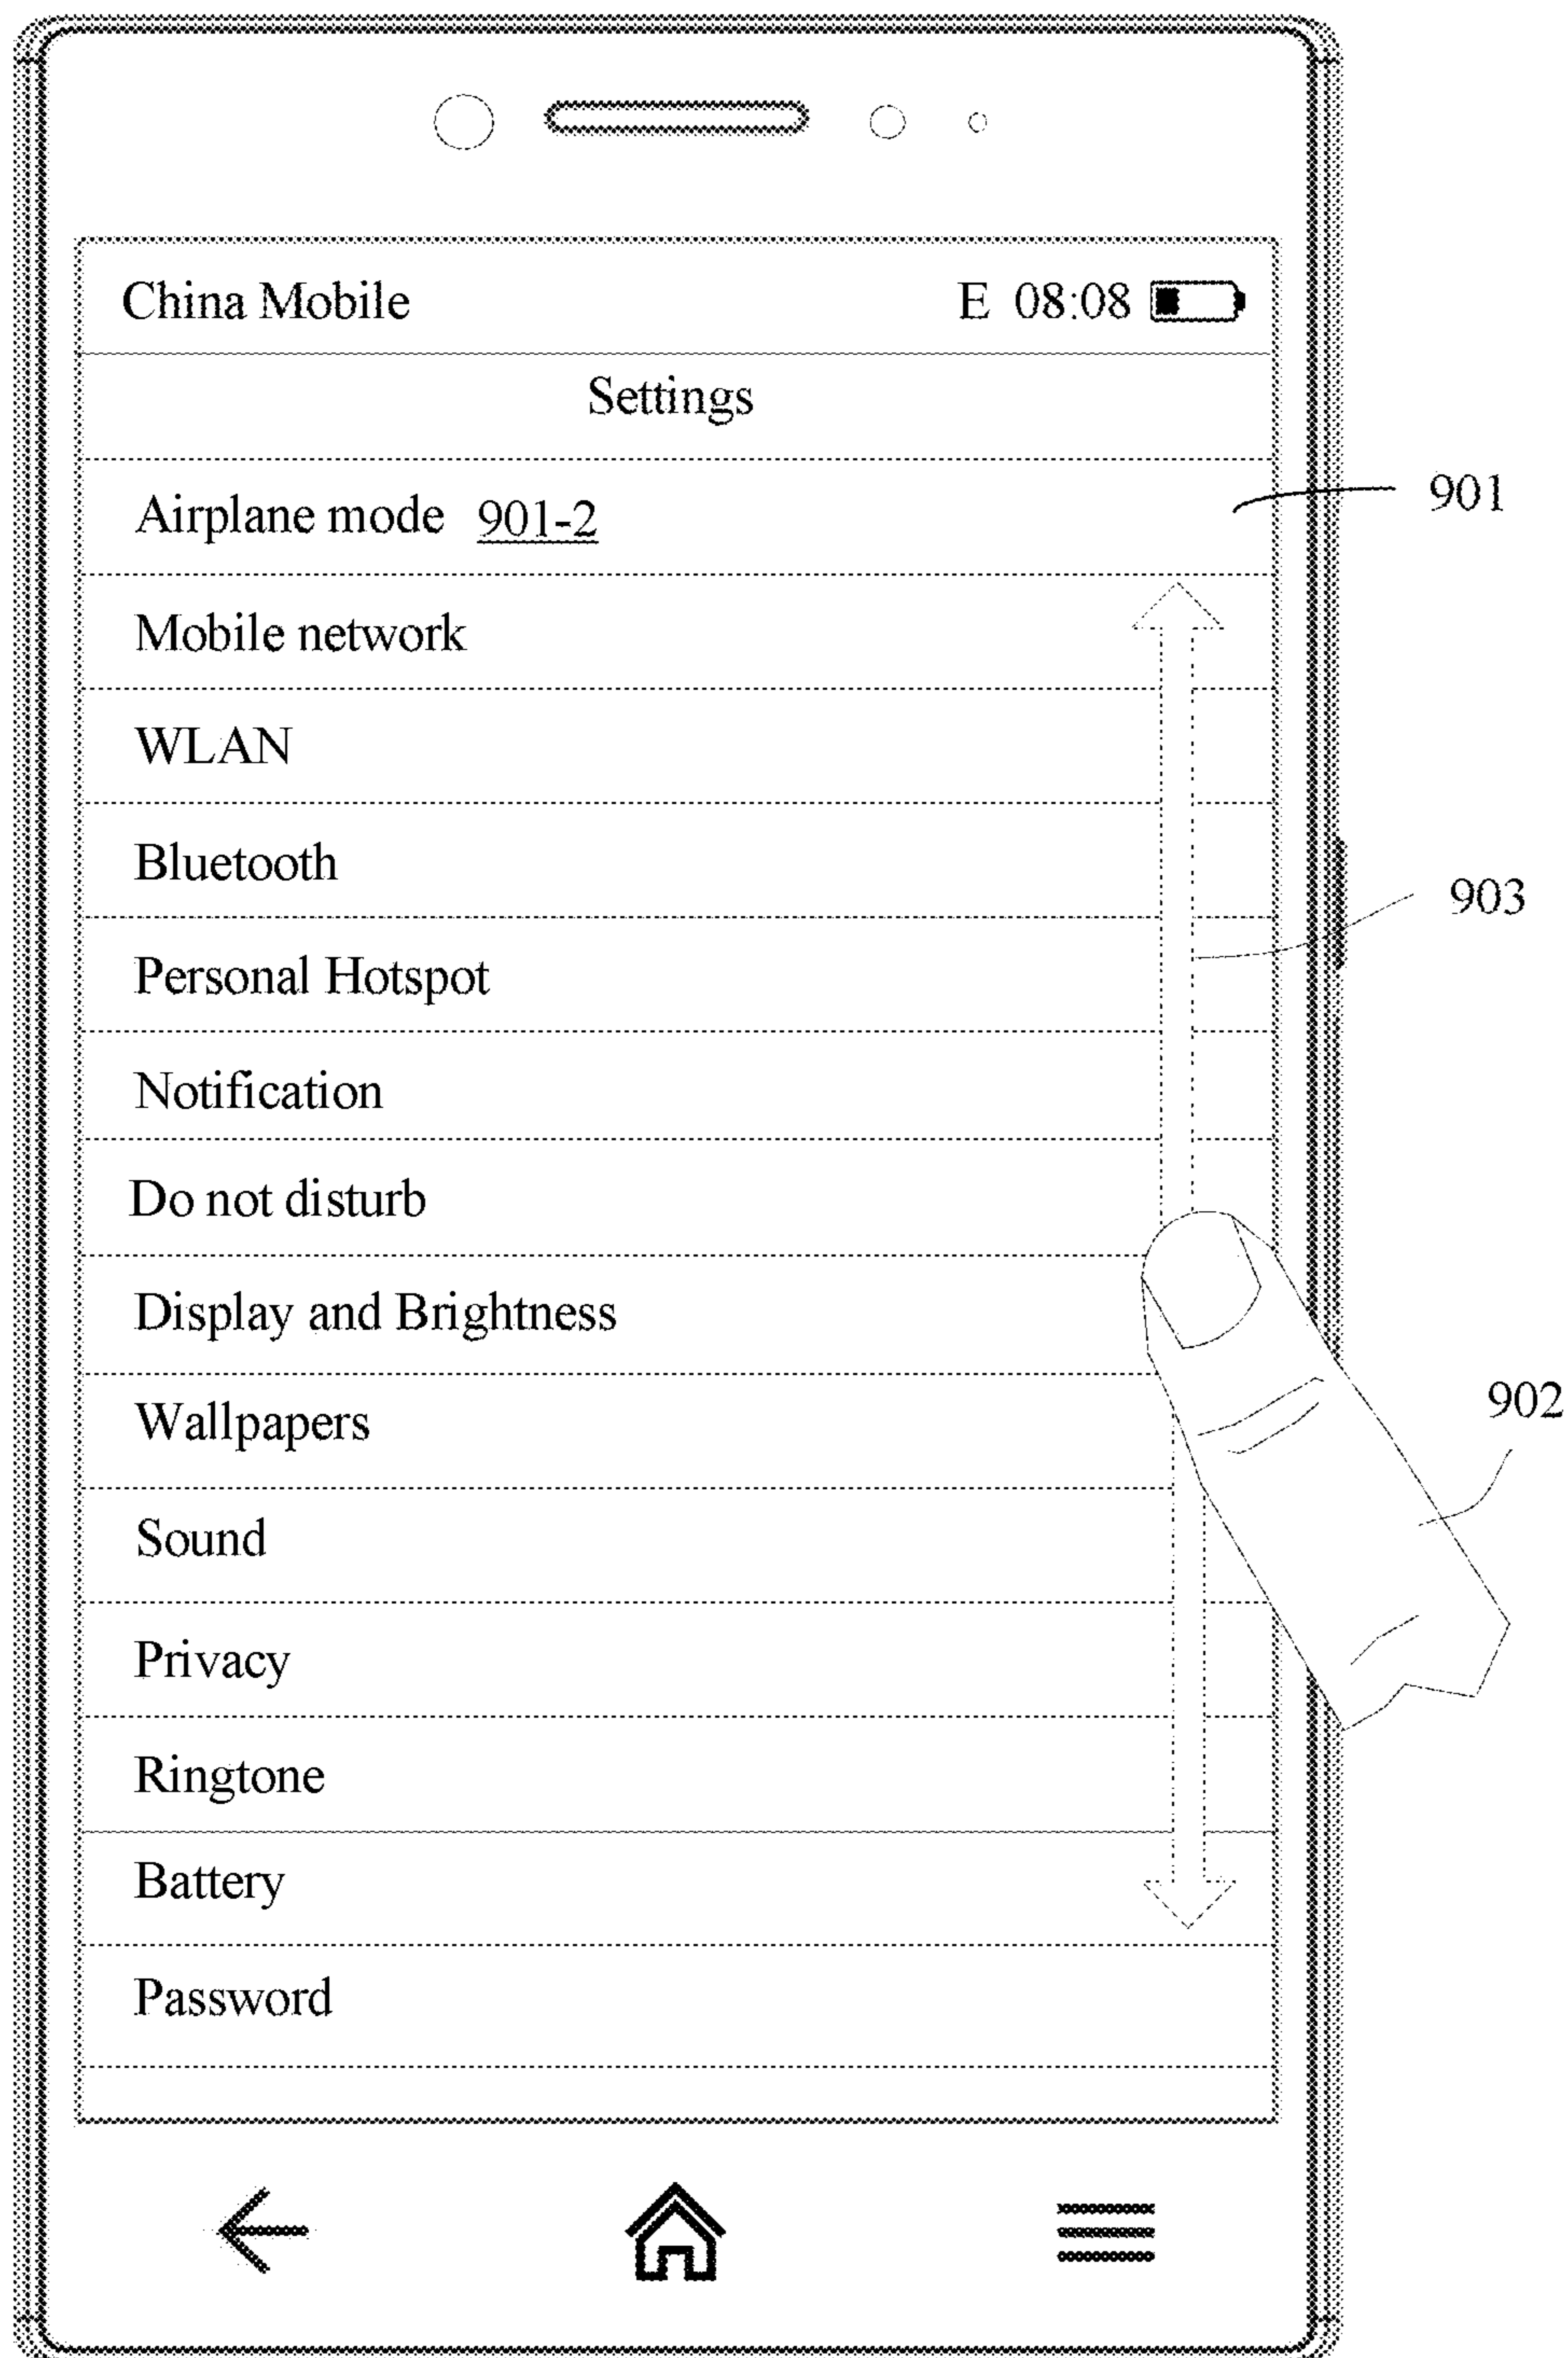 China Mobile E 08:08
Settings
Airplane mode 901-2
901
Mobile network
WLAN
Bluetooth
903
Personal Hotspot
Notification
Do not disturb
Display and Brightness
902
Wallpapers
Sound
Privacy
Ringtone
Battery
Password